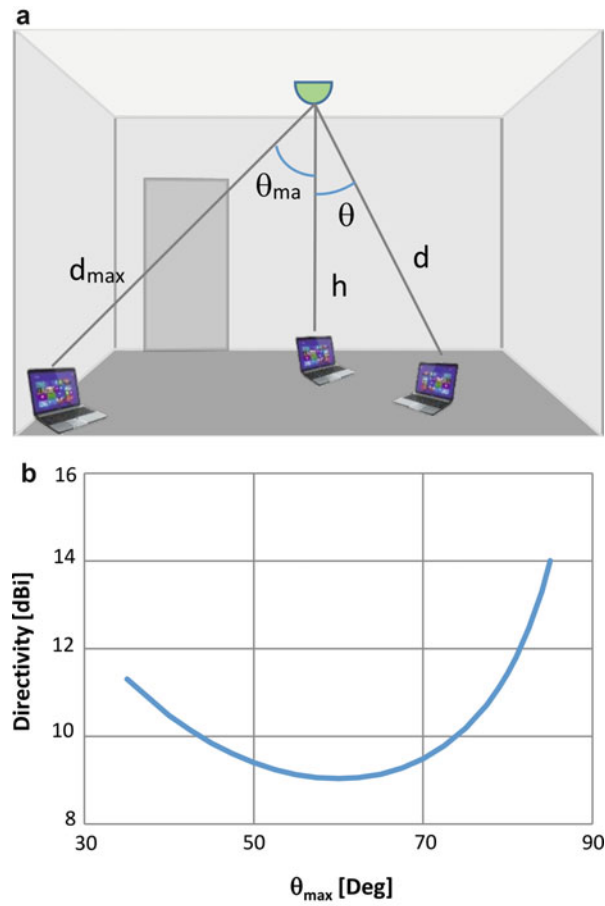 a
θma
θ
dmax
d
h
b
16
14
12
10
8
Directivity [dBi]
30 50 70 90
θmax [Deg]